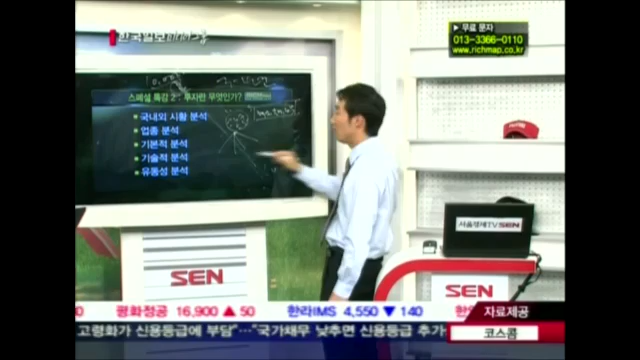 ▶ 무료 문자
013-3366-0110
www.richmap.co.kr
스페셜 특강 2 : 투자란 무엇인가?
■ 국내외 시황 분석
■ 업종 분석
■ 기본적 분석
■ 기술적 분석
■ 유동성 분석
서울경제TV SEN
SEN
SEN
평화정공 16,900 ▲ 50 한라IMS 4,550 ▼ 140
자료제공
고령화가 신용등급에 부담"…"국가채무 낮추면 신용등급 추가
코스콤